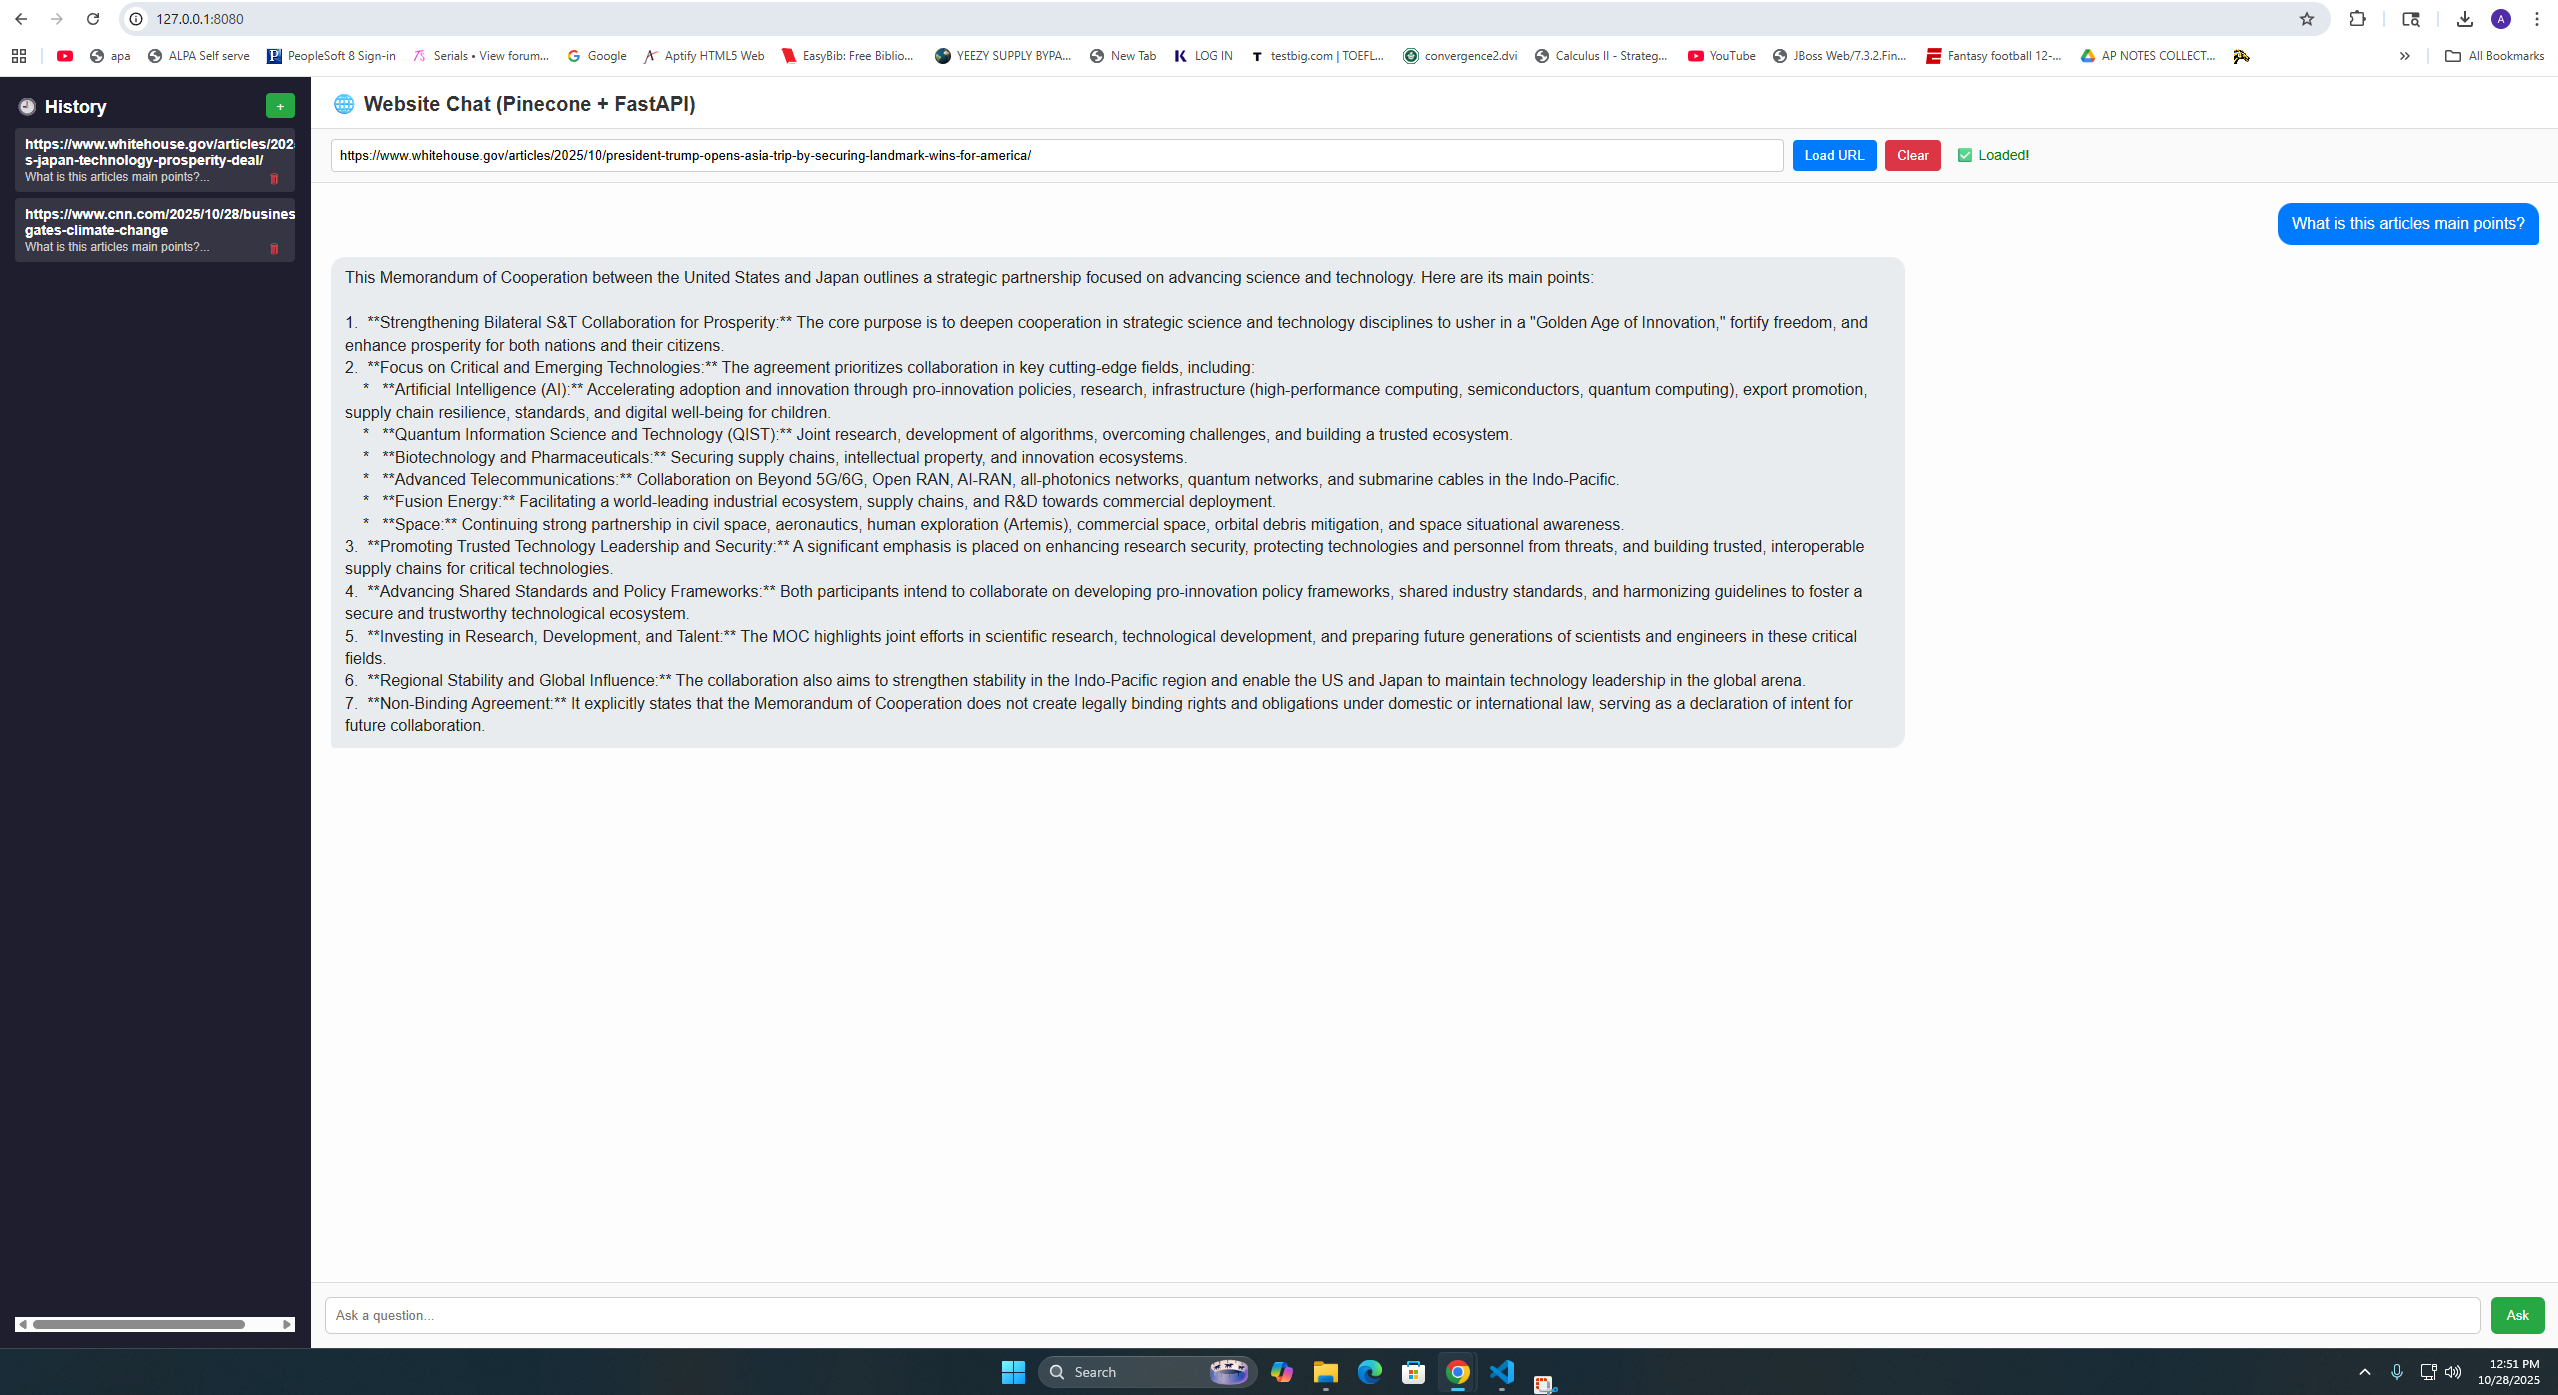 127.0.0.1:8080
apa
ALPA Self serve
PeopleSoft 8 Sign-in
Serials • View forum...
Google
Aptify HTML5 Web
EasyBib: Free Biblio...
YEEZY SUPPLY BYPA...
New Tab
LOG IN
testbig.com | TOEFL...
convergence2.dvi
Calculus II - Strateg...
YouTube
JBoss Web/7.3.2.Fin...
Fantasy football 12-...
AP NOTES COLLECT...
»
All Bookmarks
History
+
https://www.whitehouse.gov/articles/202
s-japan-technology-prosperity-deal/
What is this articles main points?...
https://www.cnn.com/2025/10/28/busines
gates-climate-change
What is this articles main points?...
Website Chat (Pinecone + FastAPI)
https://www.whitehouse.gov/articles/2025/10/president-trump-opens-asia-trip-by-securing-landmark-wins-for-america/
Load URL
Clear
Loaded!
What is this articles main points?
This Memorandum of Cooperation between the United States and Japan outlines a strategic partnership focused on advancing science and technology. Here are its main points:
1. **Strengthening Bilateral S&T Collaboration for Prosperity:** The core purpose is to deepen cooperation in strategic science and technology disciplines to usher in a "Golden Age of Innovation," fortify freedom, and
enhance prosperity for both nations and their citizens.
2. **Focus on Critical and Emerging Technologies:** The agreement prioritizes collaboration in key cutting-edge fields, including:
* **Artificial Intelligence (AI):** Accelerating adoption and innovation through pro-innovation policies, research, infrastructure (high-performance computing, semiconductors, quantum computing), export promotion,
supply chain resilience, standards, and digital well-being for children.
* **Quantum Information Science and Technology (QIST):** Joint research, development of algorithms, overcoming challenges, and building a trusted ecosystem.
* **Biotechnology and Pharmaceuticals:** Securing supply chains, intellectual property, and innovation ecosystems.
* **Advanced Telecommunications:** Collaboration on Beyond 5G/6G, Open RAN, AI-RAN, all-photonics networks, quantum networks, and submarine cables in the Indo-Pacific.
* **Fusion Energy:** Facilitating a world-leading industrial ecosystem, supply chains, and R&D towards commercial deployment.
* **Space:** Continuing strong partnership in civil space, aeronautics, human exploration (Artemis), commercial space, orbital debris mitigation, and space situational awareness.
3. **Promoting Trusted Technology Leadership and Security:** A significant emphasis is placed on enhancing research security, protecting technologies and personnel from threats, and building trusted, interoperable
supply chains for critical technologies.
4. **Advancing Shared Standards and Policy Frameworks:** Both participants intend to collaborate on developing pro-innovation policy frameworks, shared industry standards, and harmonizing guidelines to foster a
secure and trustworthy technological ecosystem.
5. **Investing in Research, Development, and Talent:** The MOC highlights joint efforts in scientific research, technological development, and preparing future generations of scientists and engineers in these critical
fields.
6. **Regional Stability and Global Influence:** The collaboration also aims to strengthen stability in the Indo-Pacific region and enable the US and Japan to maintain technology leadership in the global arena.
7. **Non-Binding Agreement:** It explicitly states that the Memorandum of Cooperation does not create legally binding rights and obligations under domestic or international law, serving as a declaration of intent for
future collaboration.
Ask a question...
Ask
Search
12:51 PM
10/28/2025